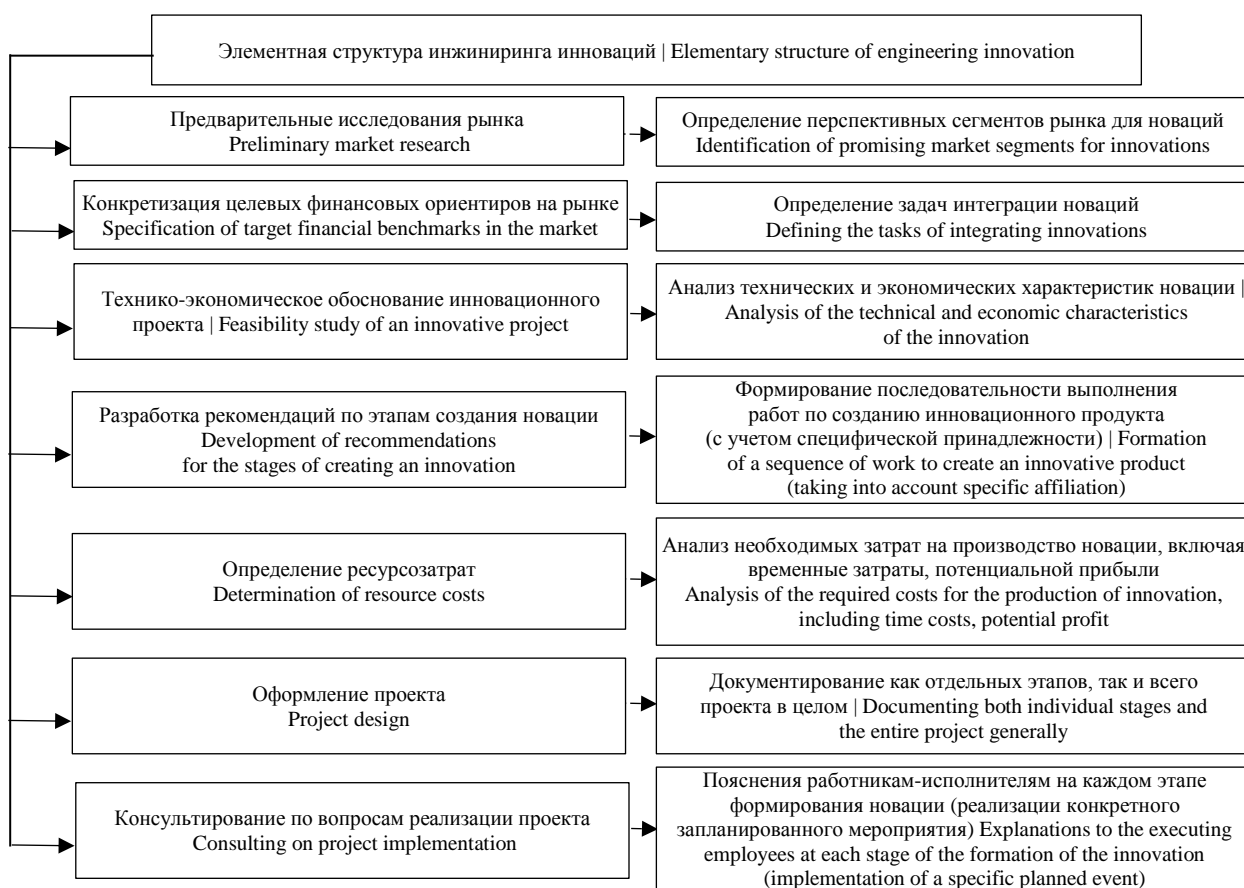 Элементная структура инжиниринга инноваций | Elementary structure of engineering innovation
Предварительные исследования рынка
Preliminary market research
Определение перспективных сегментов рынка для новаций
Identification of promising market segments for innovations
Конкретизация целевых финансовых ориентиров на рынке
Specification of target financial benchmarks in the market
Определение задач интеграции новаций
Defining the tasks of integrating innovations
Технико-экономическое обоснование инновационного
проекта | Feasibility study of an innovative project
Анализ технических и экономических характеристик новации |
Analysis of the technical and economic characteristics
of the innovation
Разработка рекомендаций по этапам создания новации
Development of recommendations
for the stages of creating an innovation
Формирование последовательности выполнения
работ по созданию инновационного продукта
(с учетом специфической принадлежности) | Formation
of a sequence of work to create an innovative product
(taking into account specific affiliation)
Определение ресурсозатрат
Determination of resource costs
Анализ необходимых затрат на производство новации, включая
временные затраты, потенциальной прибыли
Analysis of the required costs for the production of innovation,
including time costs, potential profit
Оформление проекта
Project design
Документирование как отдельных этапов, так и всего
проекта в целом | Documenting both individual stages and
the entire project generally
Консультирование по вопросам реализации проекта
Consulting on project implementation
Пояснения работникам-исполнителям на каждом этапе
формирования новации (реализации конкретного
запланированного мероприятия) Explanations to the executing
employees at each stage of the formation of the innovation
(implementation of a specific planned event)